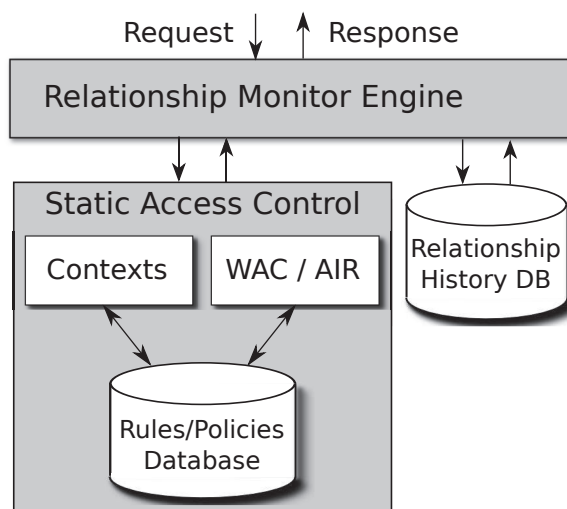 Request Response
Relationship Monitor Engine
Static Access Control
Contexts
WAC / AIR
Relationship
History DB
Rules/Policies
Database